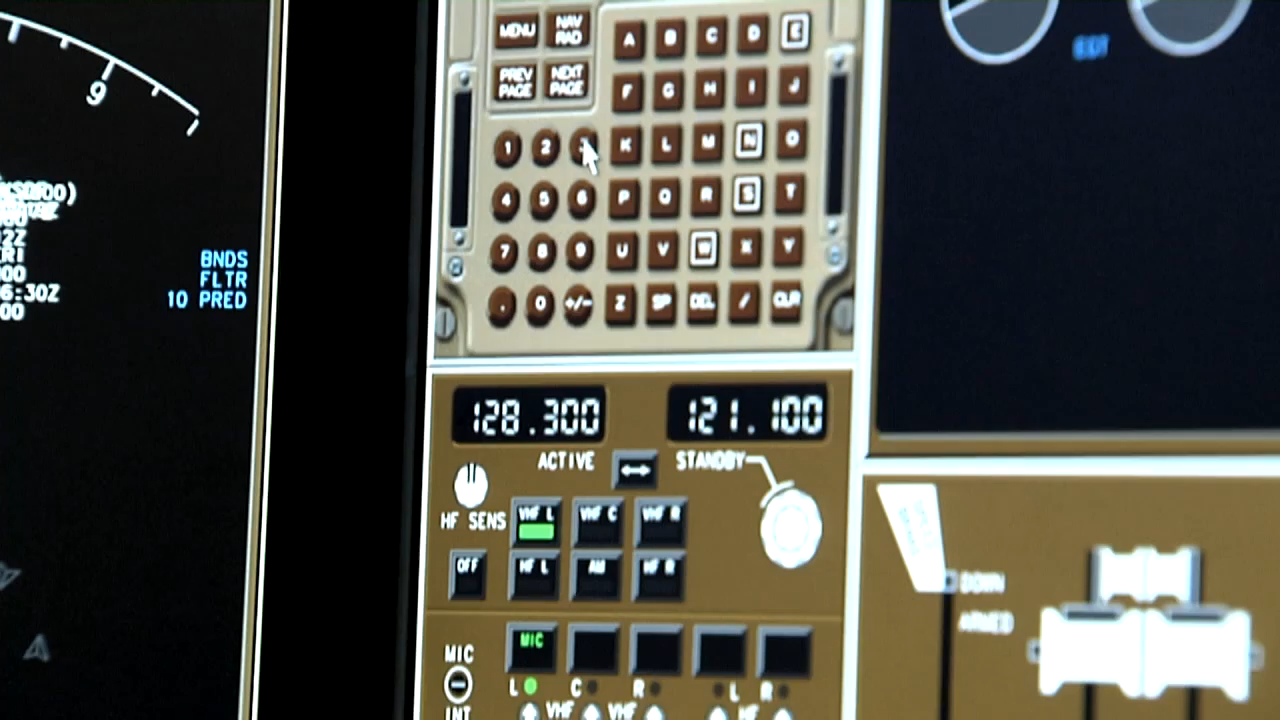 9
BNDS
FLTR
10 PRED
MENU NAV RAD
PREV PAGE NEXT PAGE
A B C D E
F G H I J
1 2 3 K L M N O
4 5 6 P Q R S T
7 8 9 U V W X Y
. 0 +/- Z SP DEL / CLR
EDT
128.300 121.100
ACTIVE ↔ STANDBY
HF SENS VHF L VHF C VHF R
OFF HF L AM HF R
MIC
MIC
INT
L C R L R
VHF VHF HF
DOWN
ARMED